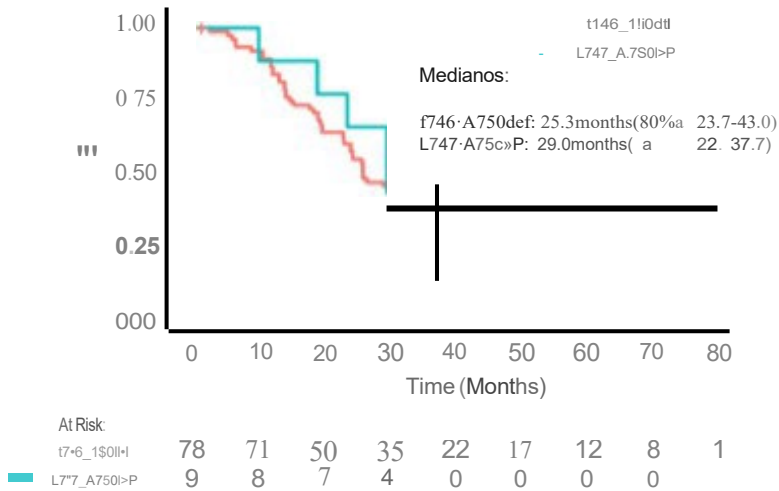 1.00
t146_1!i0dtl
- L747_A.7S0l>P
Medianos:
0 75
f746·A750def: 25.3months(80%a 23.7-43.0)
L747·A75c»P: 29.0months( a 22. 37.7)
"'
0.50
0.25
000
0 10 20 30 40 50 60 70 80
Time (Months)
At Risk:
t7•6_1$0ll•l 78 71 50 35 22 17 12 8 1
L7"7_A750l>P 9 8 7 4 0 0 0 0